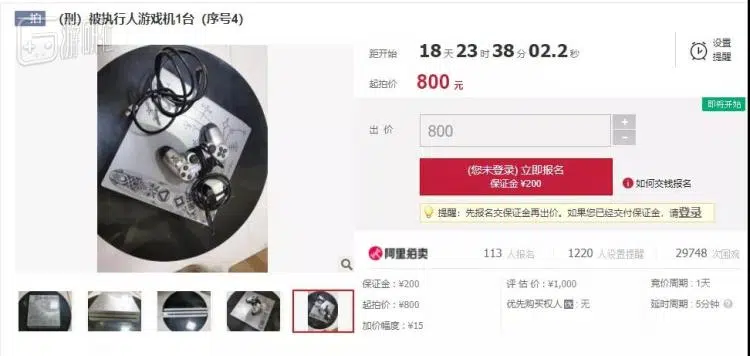 一拍 (刑) 被执行人游戏机1台 (序号4)
游吧
距开始 18 天 23 时 38 分 02.2 秒
设置提醒
起拍价 800 元
即将开始
出 价 800 + -
(您未登录) 立即报名
保证金 ¥200
如何交钱报名
提醒：先报名交保证金再出价。如果您已经交付保证金，请登录
阿里拍卖 113 人报名 1220 人设置提醒 29748 次围观
保证金：¥200 评 估 价：¥1,000 竞价周期：1天
起拍价：¥800 优先购买权人：无 延时周期：5分钟
加价幅度：¥15